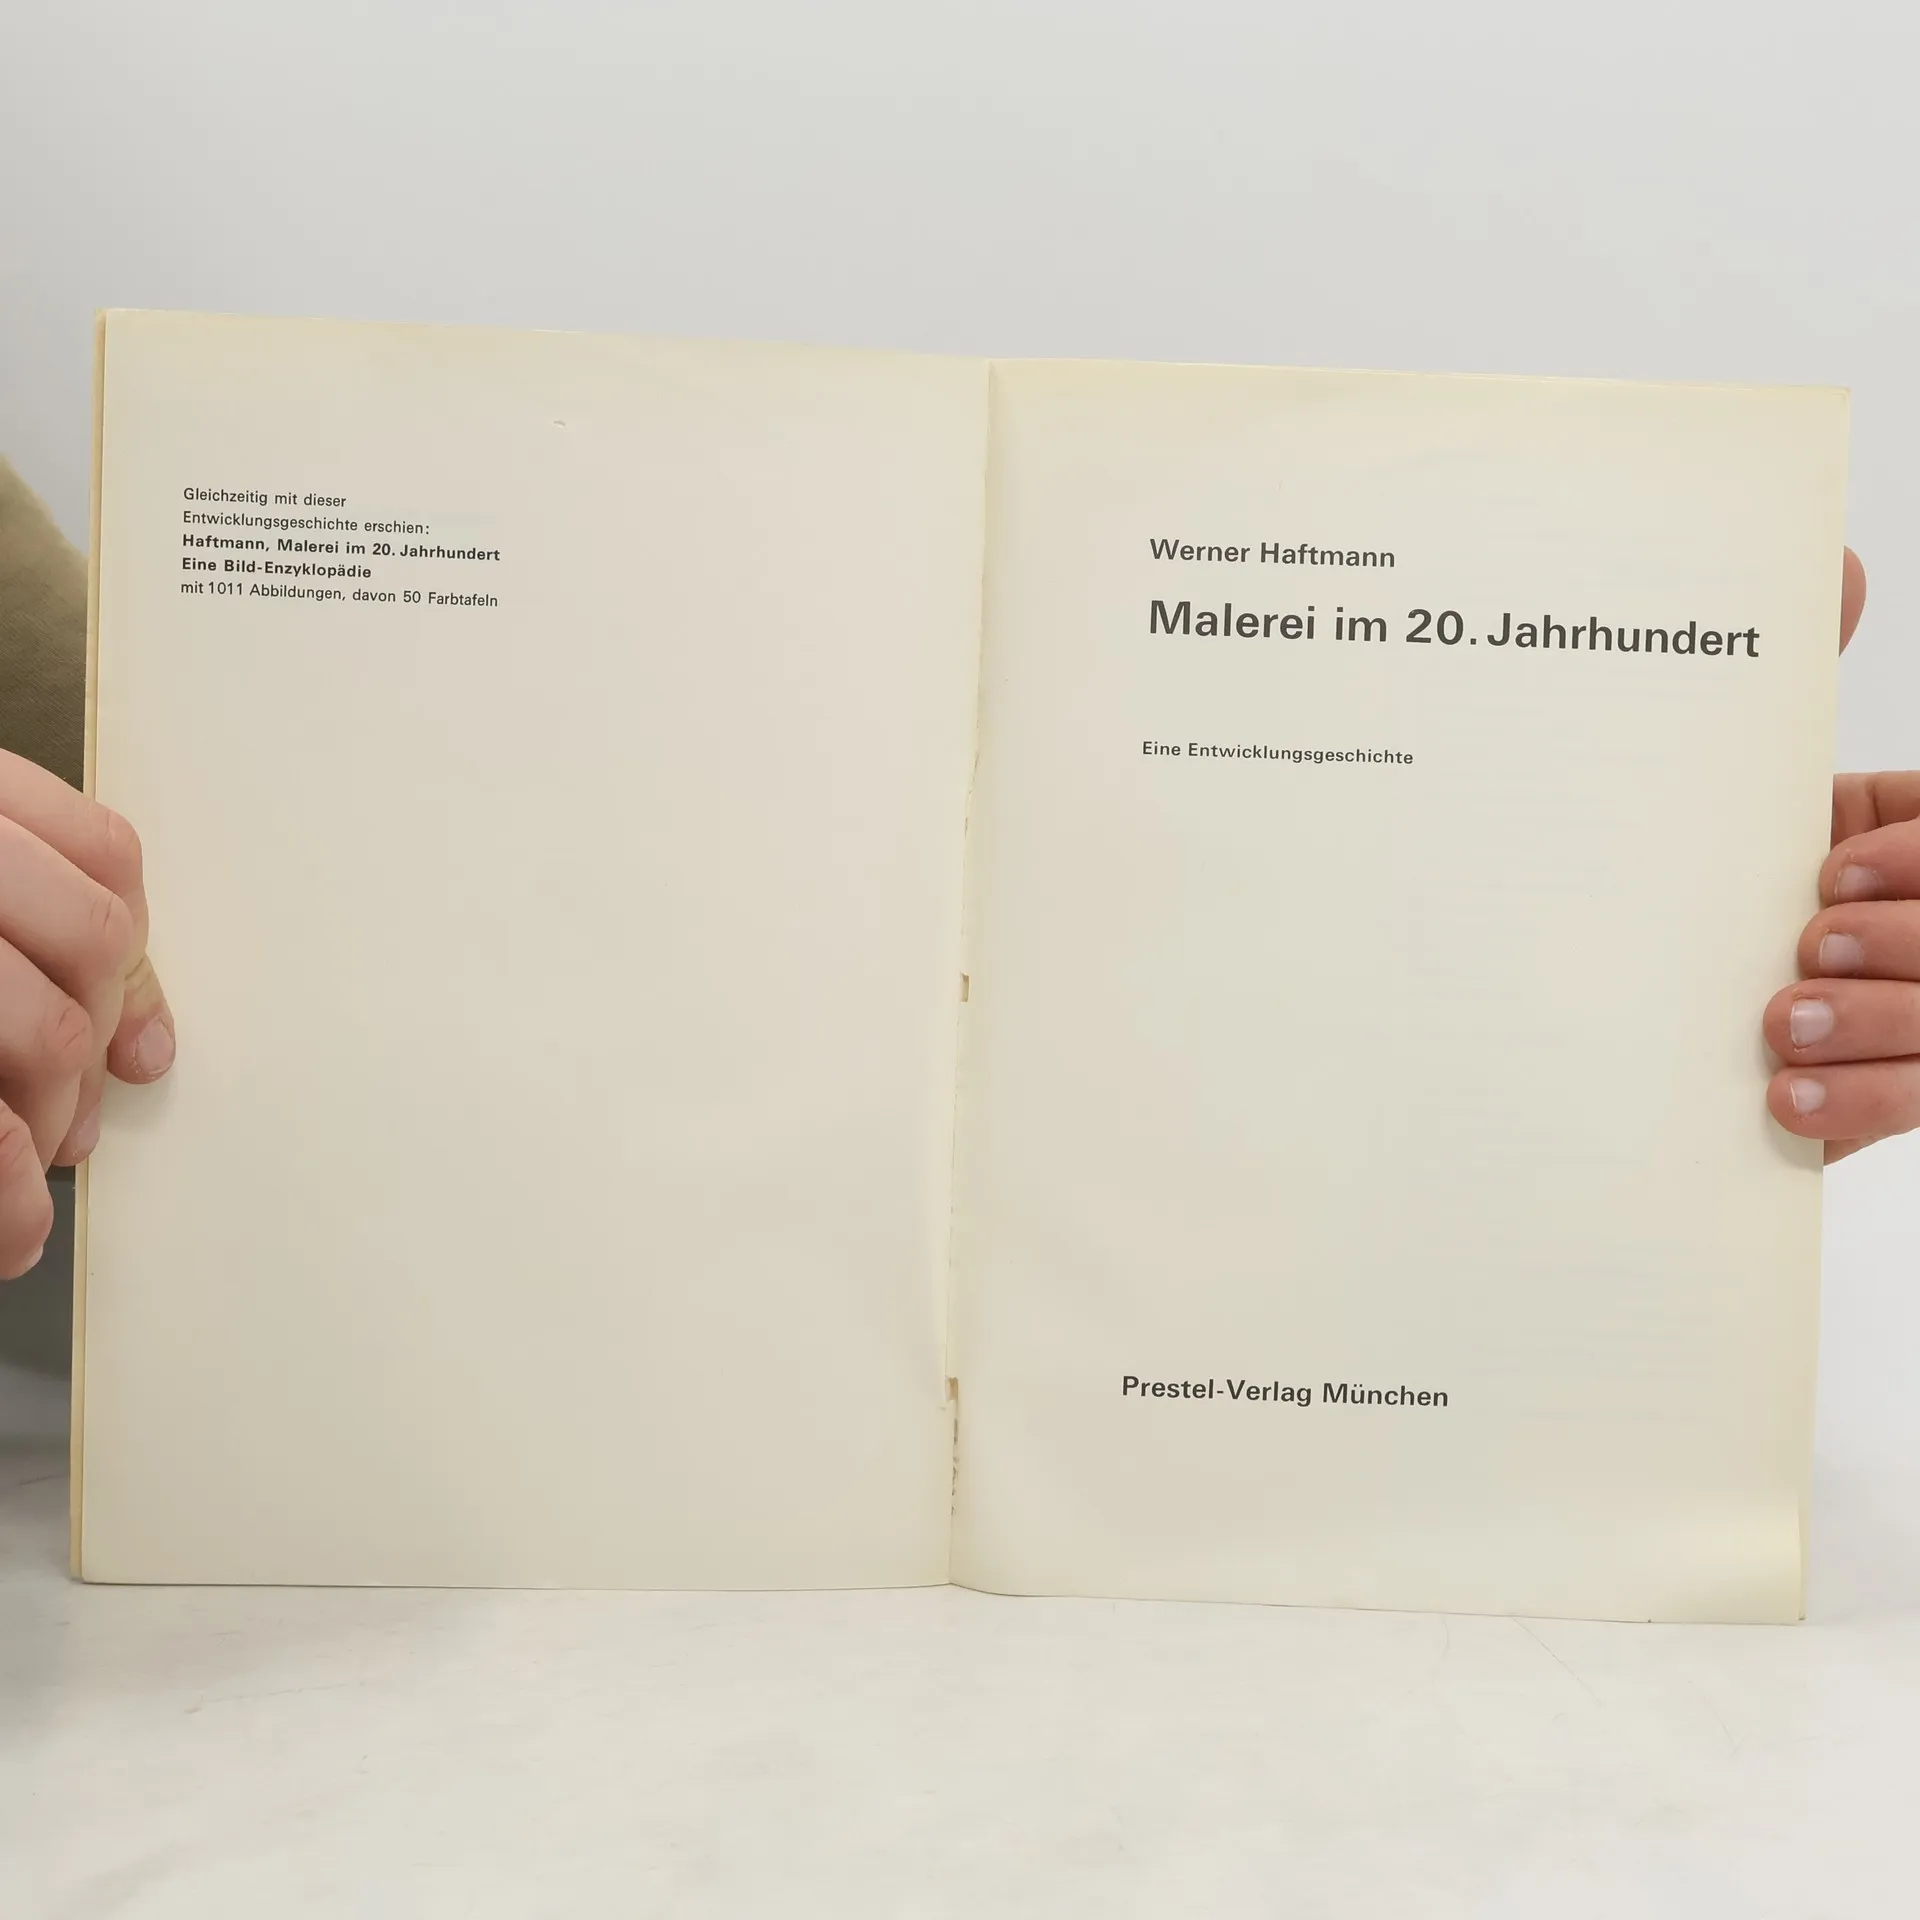 Gleichzeitig mit dieser
Entwicklungsgeschichte erschien:
Haftmann, Malerei im 20. Jahrhundert
Eine Bild-Enzyklopädie
mit 1011 Abbildungen, davon 50 Farbtafeln
Werner Haftmann
Malerei im 20. Jahrhundert
Eine Entwicklungsgeschichte
Prestel-Verlag München